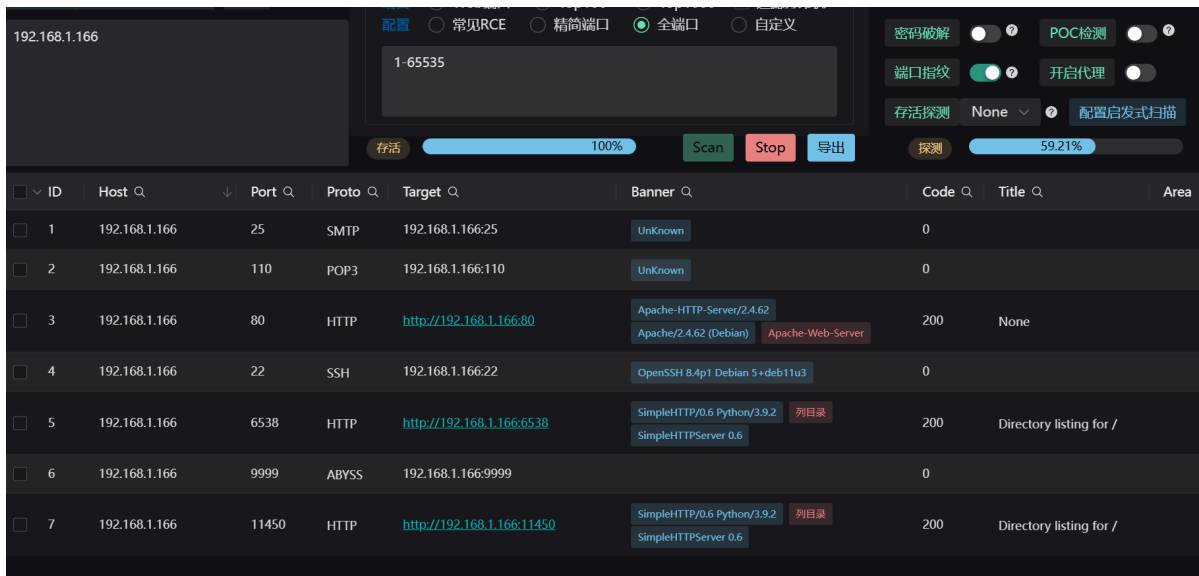 192.168.1.166
配置 常见RCE 精简端口 全端口 自定义
1-65535
密码破解 POC检测
端口指纹 开启代理
存活探测 None 配置启发式扫描
存活 100% Scan Stop 导出 探测 59.21%
ID Host Port Proto Target Banner Code Title Area
1 192.168.1.166 25 SMTP 192.168.1.166:25 UnKnown 0
2 192.168.1.166 110 POP3 192.168.1.166:110 UnKnown 0
3 192.168.1.166 80 HTTP http://192.168.1.166:80 Apache-HTTP-Server/2.4.62 Apache/2.4.62 (Debian) Apache-Web-Server 200 None
4 192.168.1.166 22 SSH 192.168.1.166:22 OpenSSH 8.4p1 Debian 5+deb11u3 0
5 192.168.1.166 6538 HTTP http://192.168.1.166:6538 SimpleHTTP/0.6 Python/3.9.2 列目录 SimpleHTTPServer 0.6 200 Directory listing for /
6 192.168.1.166 9999 ABYSS 192.168.1.166:9999 0
7 192.168.1.166 11450 HTTP http://192.168.1.166:11450 SimpleHTTP/0.6 Python/3.9.2 列目录 SimpleHTTPServer 0.6 200 Directory listing for /